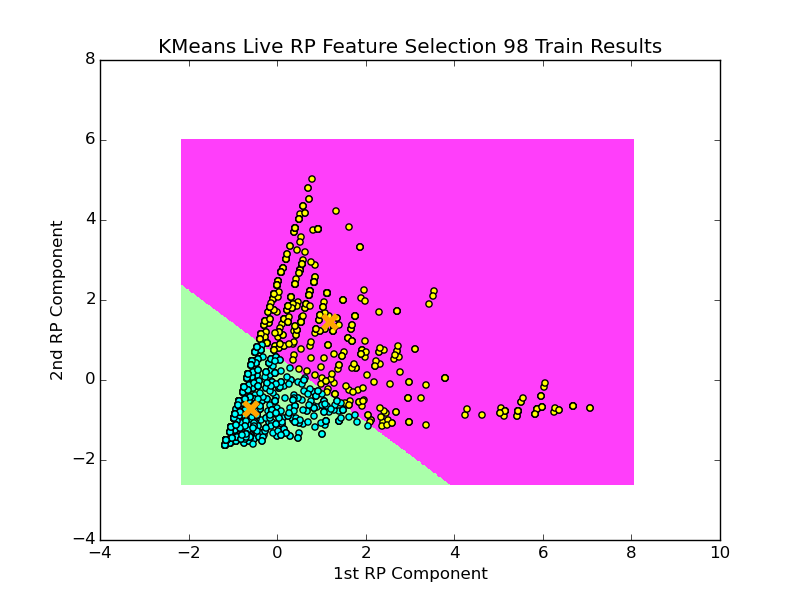 KMeans Live RP Feature Selection 98 Train Results
8
6
4
2
0
−2
−4
2nd RP Component
−4 −2 0 2 4 6 8 10
1st RP Component